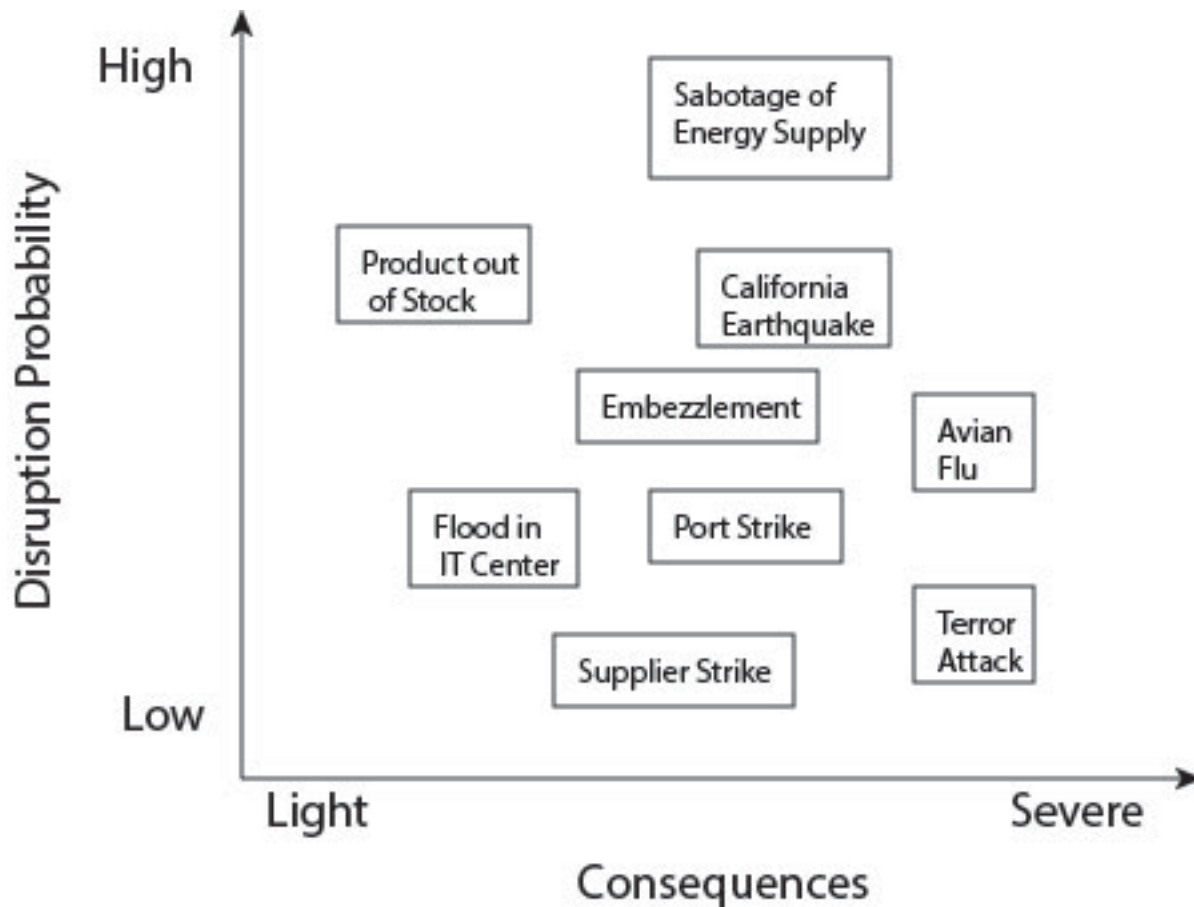 High
Sabotage of
Energy Supply
Product out
of Stock
California
Earthquake
Embezzlement
Avian
Flu
Flood in
IT Center
Port Strike
Terror
Attack
Supplier Strike
Low
Disruption Probability
Light
Severe
Consequences